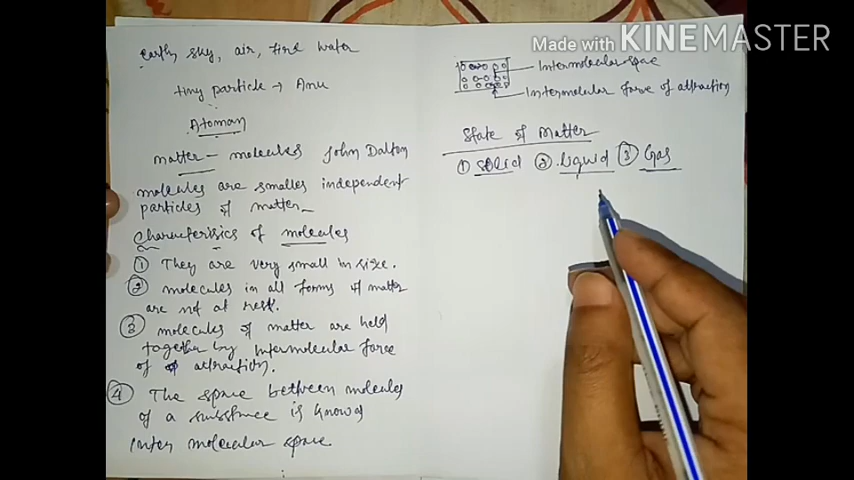 earth, sky, air, fire water
tiny particle → Anu
Atoman
matter - molecules John Dalton
molecules are smalles independent
particles of matter_
Characterisics of molecules
① They are very small in size.
② molecules in all forms of matter
are not at rest.
③ molecules of matter are held
together by Intermolecular force
of attraction.
④ The space between molecules
of a substance is known
Inter molecular space
Made with KINEMASTER
Intermolecular space
Intermolecular force of attraction
State of Matter
① solid ② liquid ③ Gas